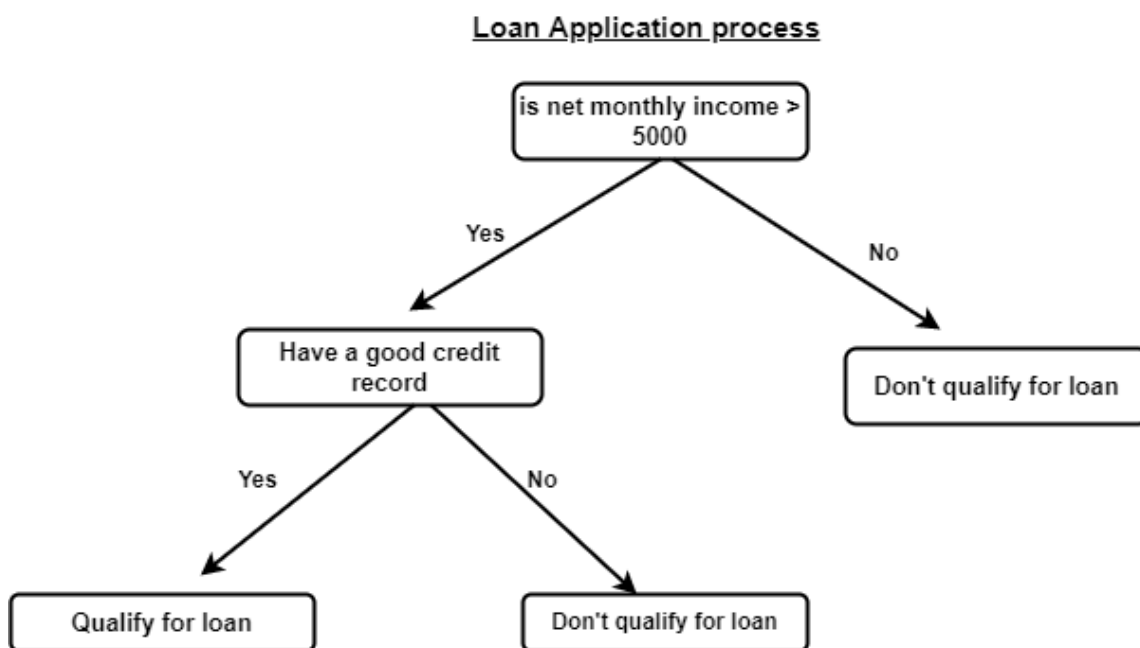 Loan Application process
is net monthly income >
5000
Yes
No
Have a good credit
record
Don't qualify for loan
Yes
No
Qualify for loan
Don't qualify for loan